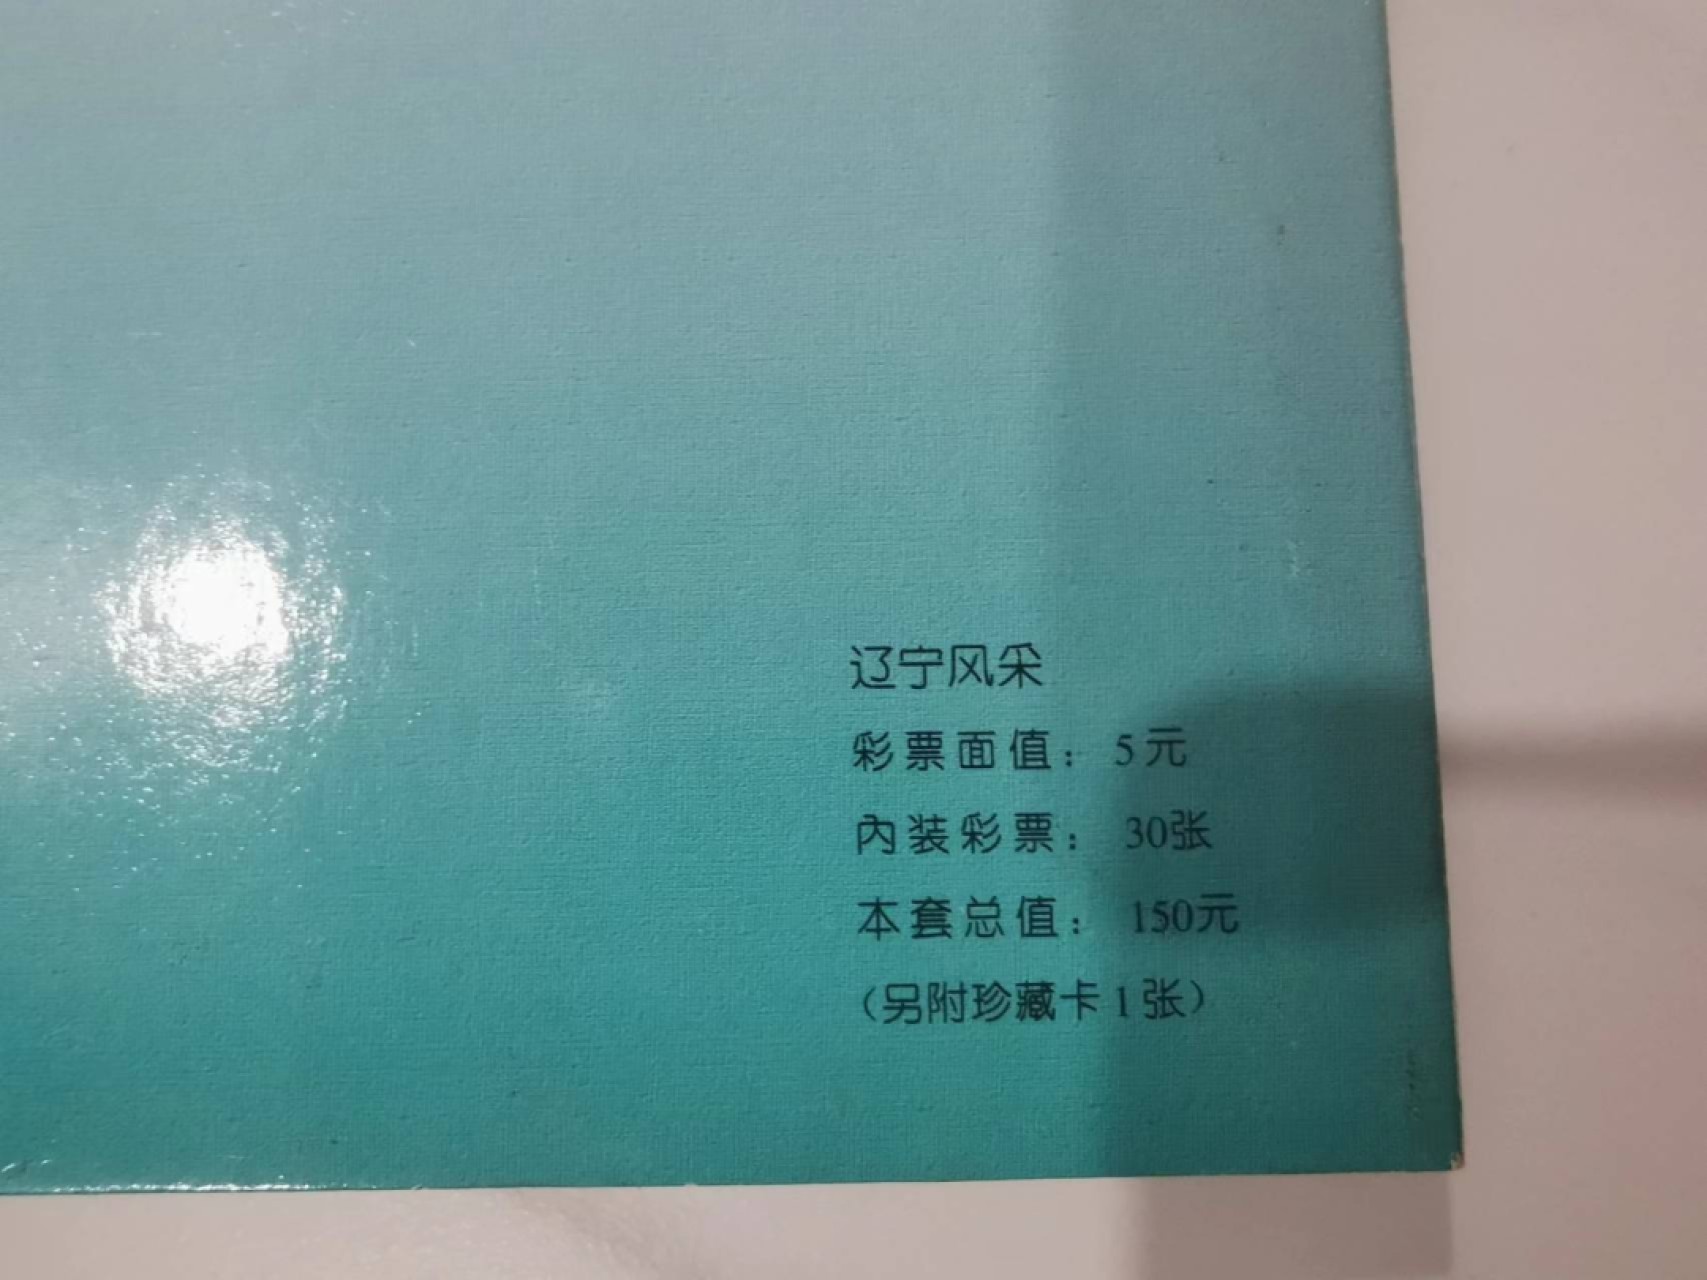 辽宁风采
彩票面值：5元
内装彩票：30张
本套总值：150元
（另附珍藏卡1张）